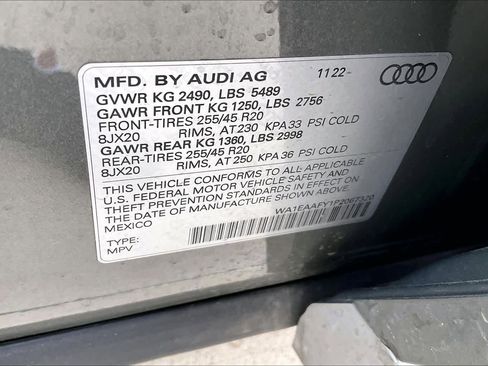 MFD. BY AUDI AG 11 22
GVWR KG 2490, LBS 5489
GAWR FRONT KG 1250, LBS 2756
FRONT-TIRES 255/45 R20
8JX20 RIMS, AT 230 KPA 33 PSI COLD
GAWR REAR KG 1360, LBS 2998
REAR-TIRES 255/45 R20
8JX20 RIMS, AT 250 KPA 36 PSI COLD
THIS VEHICLE CONFORMS TO ALL APPLICABLE
U.S. FEDERAL MOTOR VEHICLE SAFETY AND
THEFT PREVENTION STANDARDS IN EFFECT ON
THE DATE OF MANUFACTURE SHOWN ABOVE.
MEXICO
WA1EAAFY1P2067320
TYPE:
MPV